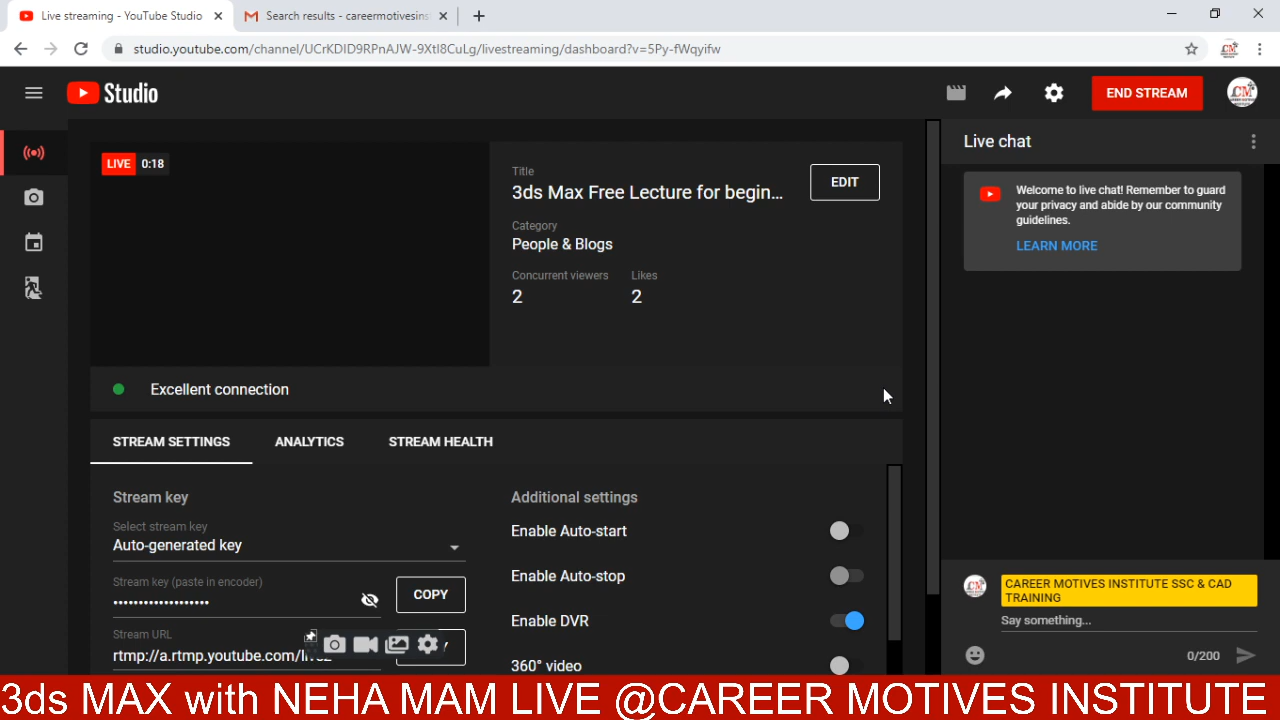 Live streaming - YouTube Studio
Search results - careermotivesins
studio.youtube.com/channel/UCrKDID9RPnAJW-9XtI8CuLg/livestreaming/dashboard?v=5Py-fWqyifw
Studio
END STREAM
CM
LIVE 0:18
Title
3ds Max Free Lecture for begin...
EDIT
Category
People & Blogs
Concurrent viewers Likes
2 2
Excellent connection
STREAM SETTINGS ANALYTICS STREAM HEALTH
Stream key
Select stream key
Auto-generated key
Stream key (paste in encoder)
•••••••••••••••••••
COPY
Stream URL
rtmp://a.rtmp.youtube.com/live2
Additional settings
Enable Auto-start
Enable Auto-stop
Enable DVR
360° video
Live chat
Welcome to live chat! Remember to guard
your privacy and abide by our community
guidelines.
LEARN MORE
CAREER MOTIVES INSTITUTE SSC & CAD
TRAINING
Say something...
0/200
3ds MAX with NEHA MAM LIVE @CAREER MOTIVES INSTITUTE